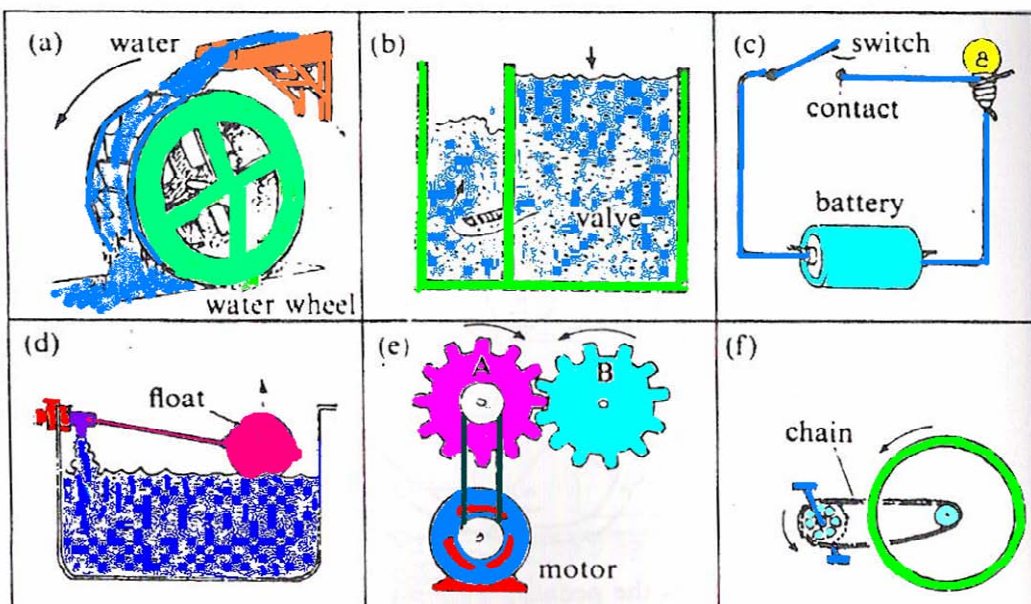 (a)
water
water wheel
(b)
valve
(c)
switch
contact
battery
(d)
float
(e)
A
B
motor
(f)
chain